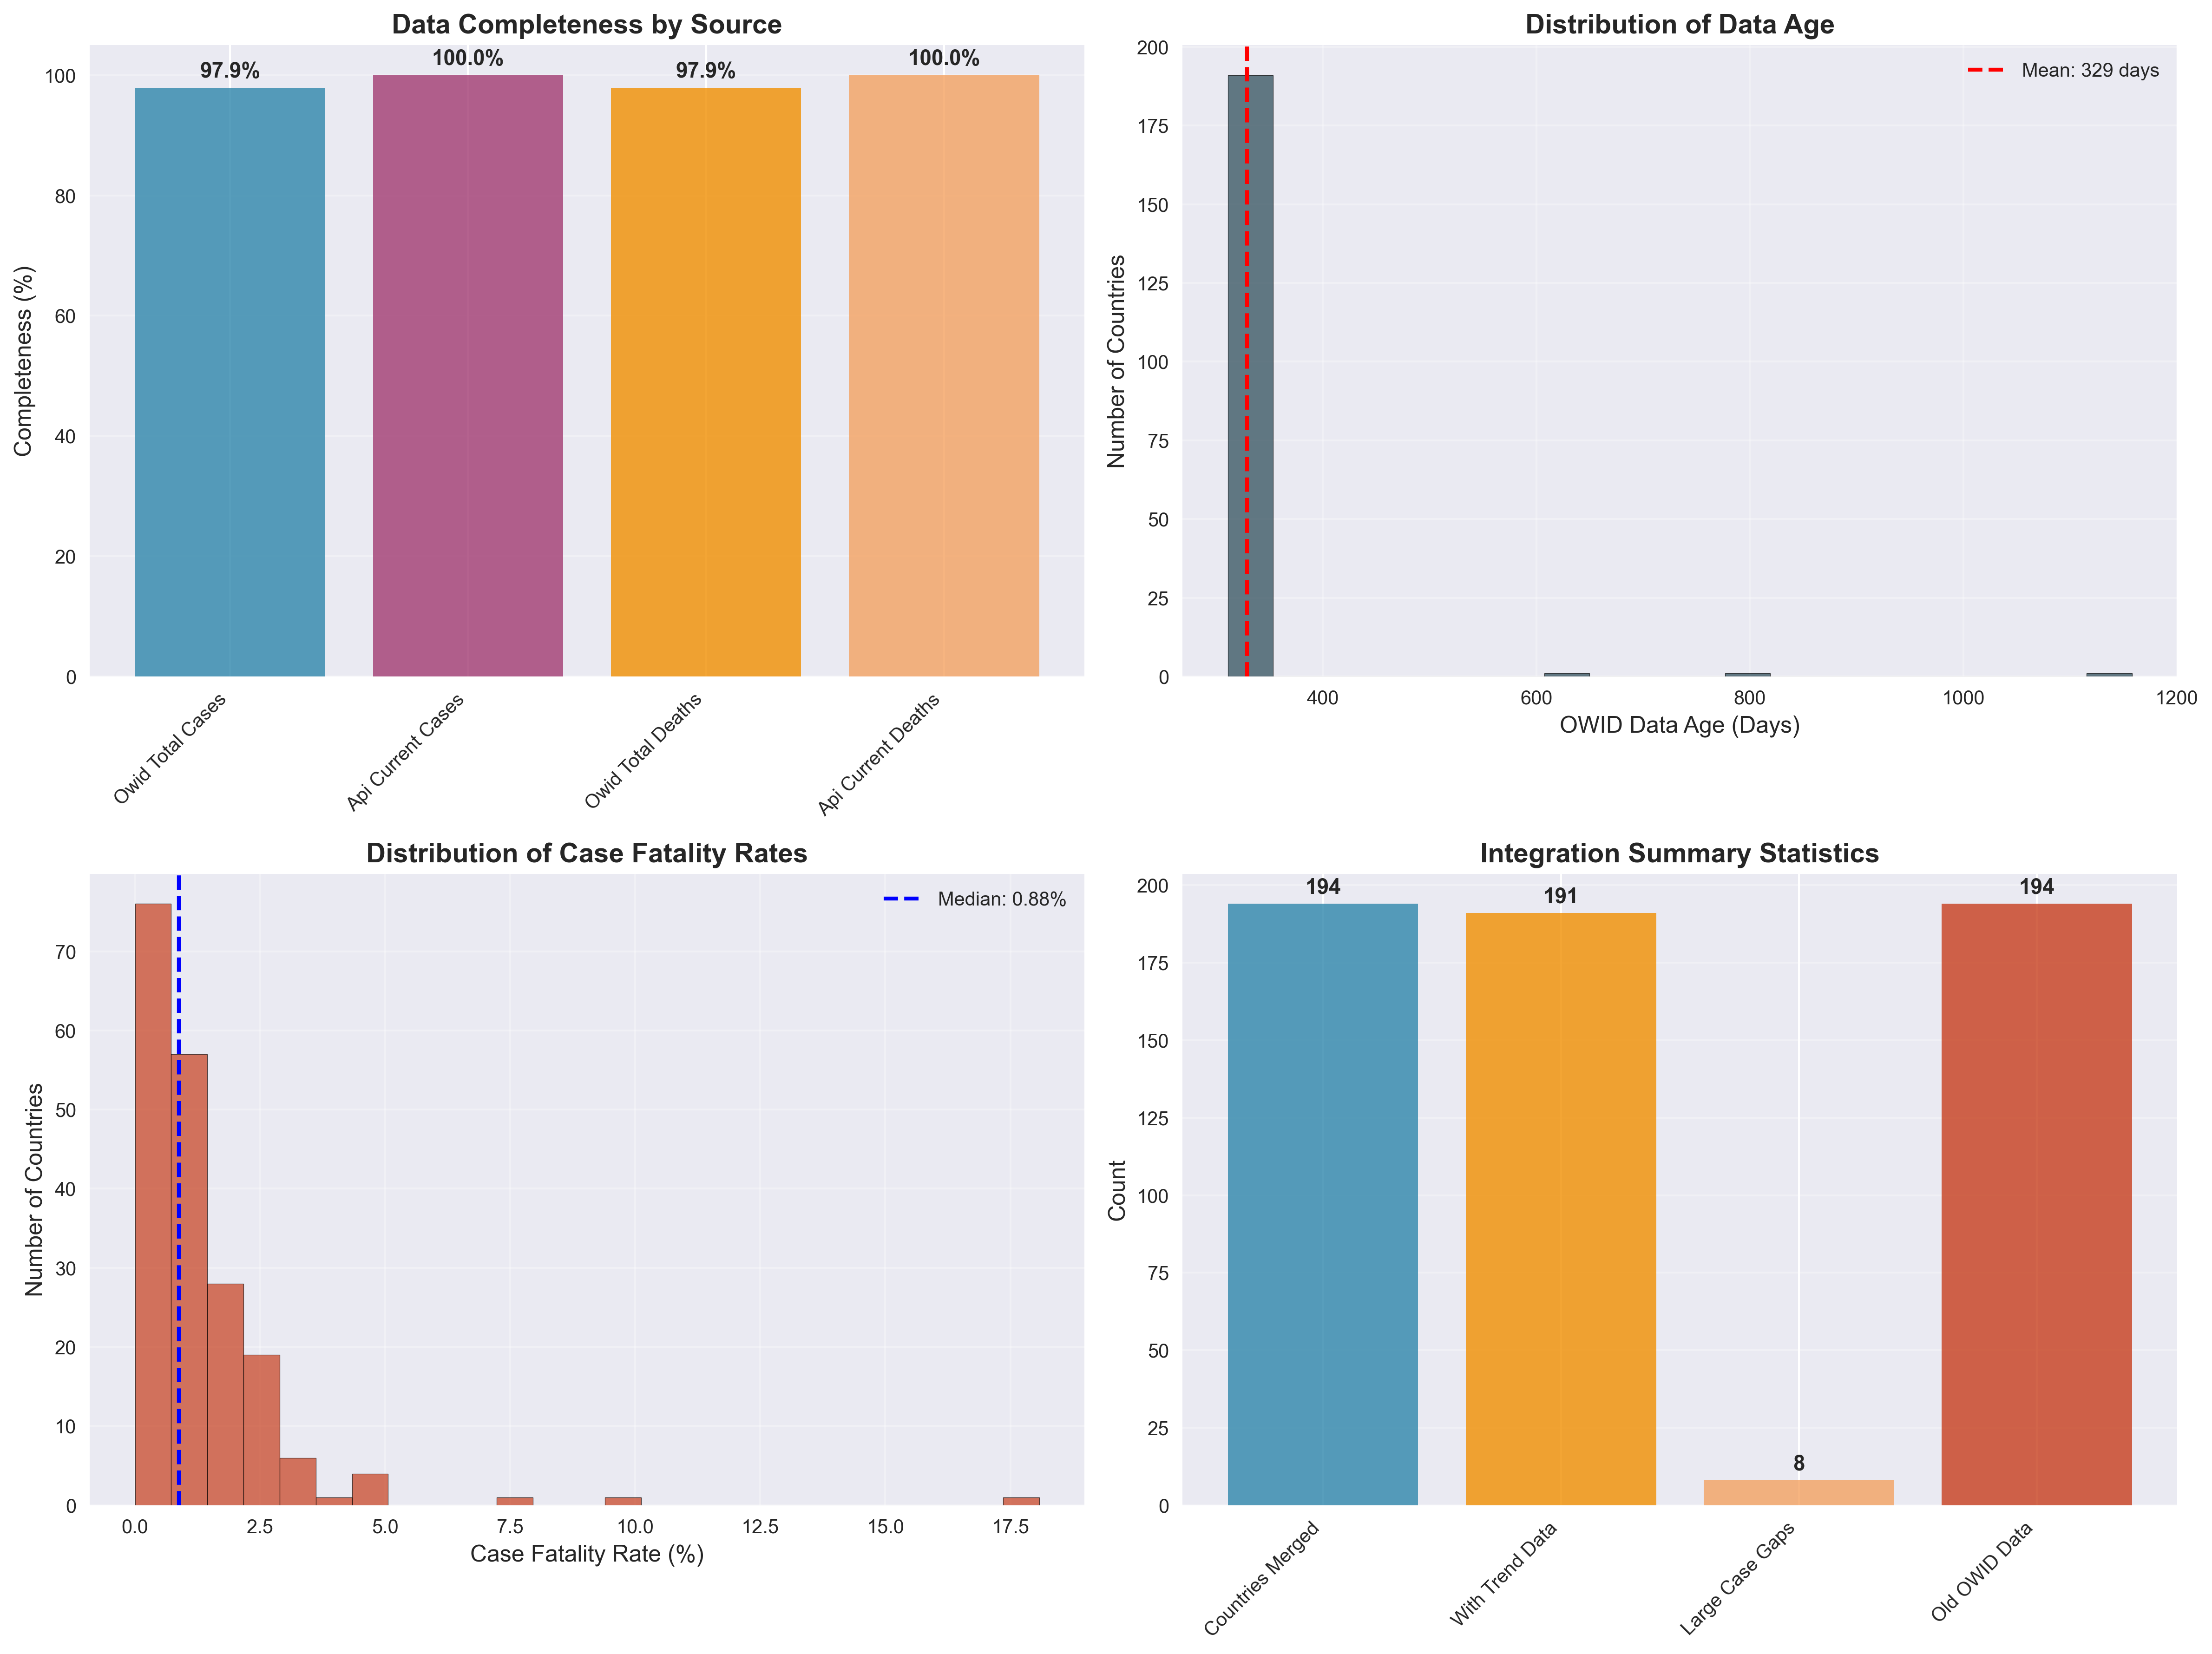 Data Completeness by Source
97.9%
100.0%
97.9%
100.0%
Completeness (%)
100
80
60
40
20
0
Owid Total Cases
Api Current Cases
Owid Total Deaths
Api Current Deaths
Distribution of Data Age
Mean: 329 days
Number of Countries
200
175
150
125
100
75
50
25
0
400
600
800
1000
1200
OWID Data Age (Days)
Distribution of Case Fatality Rates
Median: 0.88%
Number of Countries
70
60
50
40
30
20
10
0
0.0
2.5
5.0
7.5
10.0
12.5
15.0
17.5
Case Fatality Rate (%)
Integration Summary Statistics
194
191
8
194
Count
200
175
150
125
100
75
50
25
0
Countries Merged
With Trend Data
Large Case Gaps
Old OWID Data